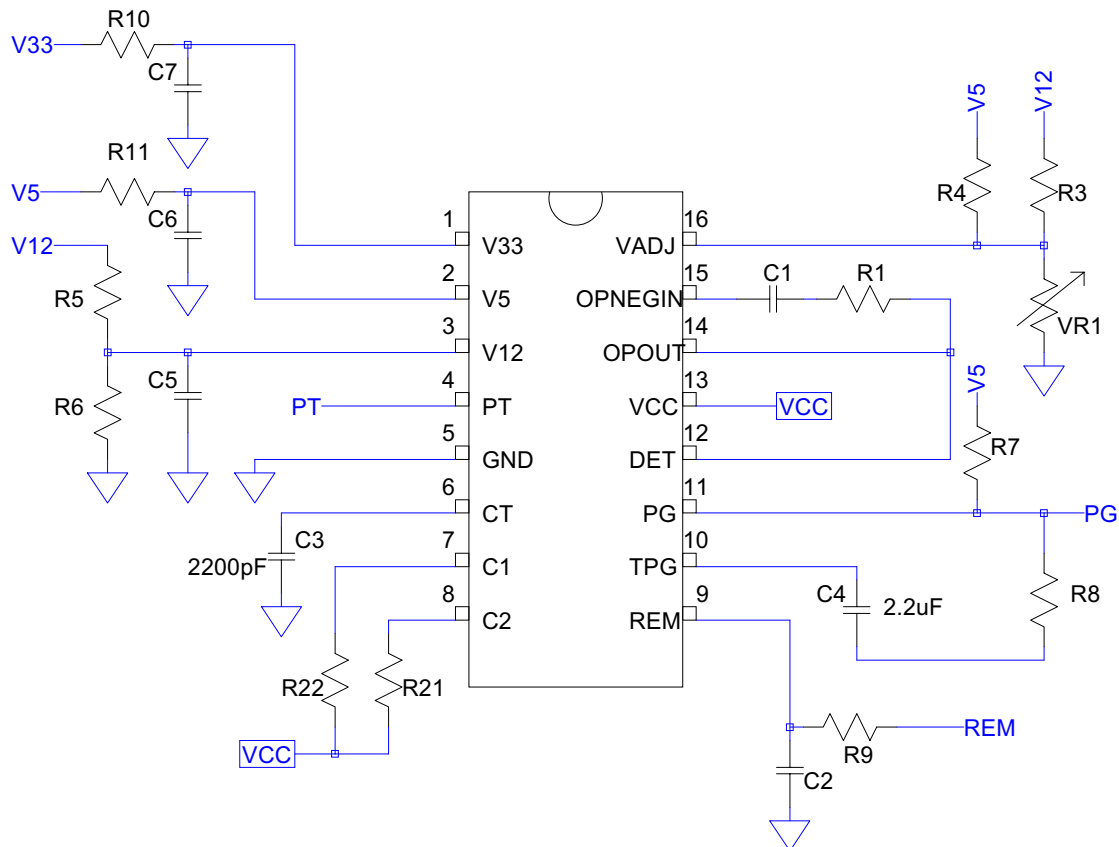 R10
V33
C7
R11
V5
C6
V12
R5
R6
C5
PT
C3
2200pF
R22
R21
VCC
1
V33
2
V5
3
V12
4
PT
5
GND
6
CT
7
C1
8
C2
16
VADJ
15
OPNEGIN
14
OPOUT
13
VCC
12
DET
11
PG
10
TPG
9
REM
V5
V12
R4
R3
C1
R1
VR1
VCC
V5
R7
PG
C4
2.2uF
R8
REM
R9
C2